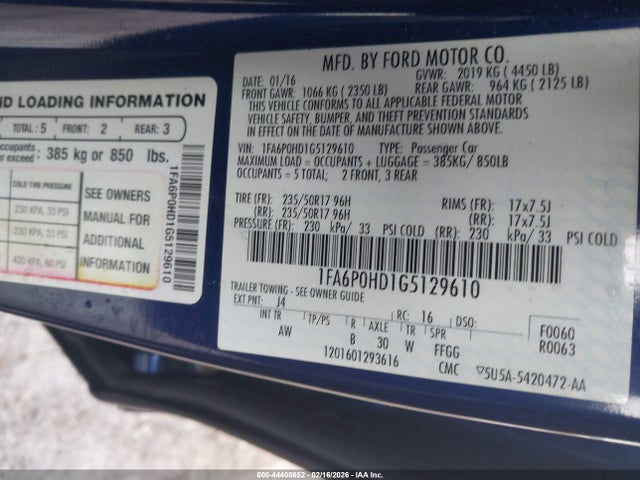 ND LOADING INFORMATION
TOTAL: 5 FRONT: 2 REAR: 3
occupants
exceed: 385 kg or 850 lbs.
COLD TIRE PRESSURE
230 KPA, 33 PSI
230 KPA, 33 PSI
420 KPA, 60 PSI
SEE OWNERS
MANUAL FOR
ADDITIONAL
INFORMATION
1FA6P0HD1G5129610
MFD. BY FORD MOTOR CO.
DATE: 01/16 GVWR: 2019 KG ( 4450 LB)
FRONT GAWR: 1066 KG ( 2350 LB) REAR GAWR: 964 KG ( 2125 LB)
THIS VEHICLE CONFORMS TO ALL APPLICABLE FEDERAL MOTOR
VEHICLE SAFETY, BUMPER, AND THEFT PREVENTION STANDARDS
IN EFFECT ON THE DATE OF MANUFACTURE SHOWN ABOVE.
VIN: 1FA6P0HD1G5129610 TYPE: Passenger Car
MAXIMUM LOAD = OCCUPANTS + LUGGAGE = 385KG/ 850LB
OCCUPANTS = 5 TOTAL; 2 FRONT, 3 REAR
TIRE (FR): 235/50R17 96H RIMS (FR): 17x7.5J
(RR): 235/50R17 96H (RR): 17x7.5J
PRESSURE (FR): 230 kPa/ 33 PSI COLD (RR): 230 kPa/ 33 PSI COLD
1FA6P0HD1G5129610
TRAILER TOWING - SEE OWNER GUIDE
EXT PNT: J4 RC: 16 DSO: F0060
INT TR TP/PS R AXLE TR SPR R0063
AW B 30 W FFGG
1201601293616 CMC ▽5U5A-5420472-AA
000-44408652 - 02/16/2026 - COPYRIGHT IAA, LLC